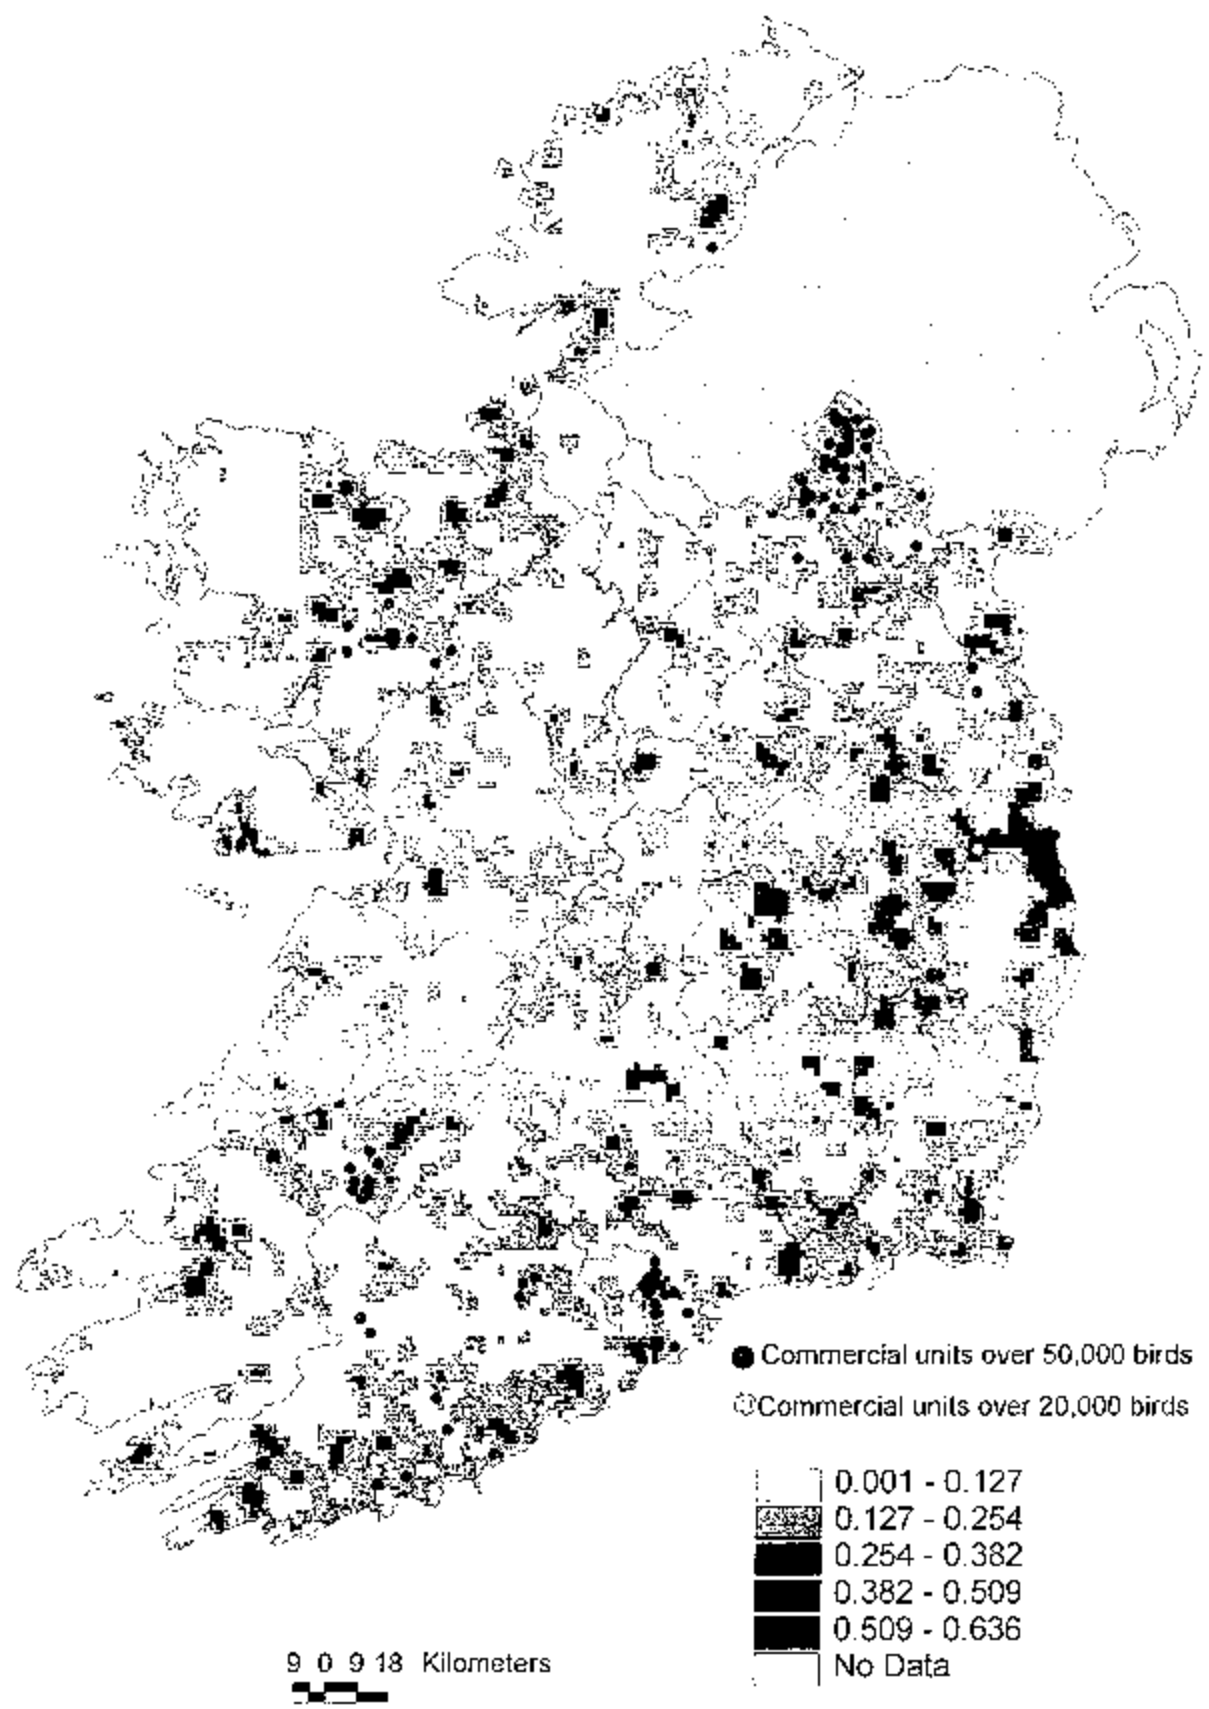 Commercial units over 50,000 birds
Commercial units over 20,000 birds
0.001 - 0.127
0.127 - 0.254
0.254 - 0.382
0.382 - 0.509
0.509 - 0.636
No Data
9 0 9 18 Kilometers